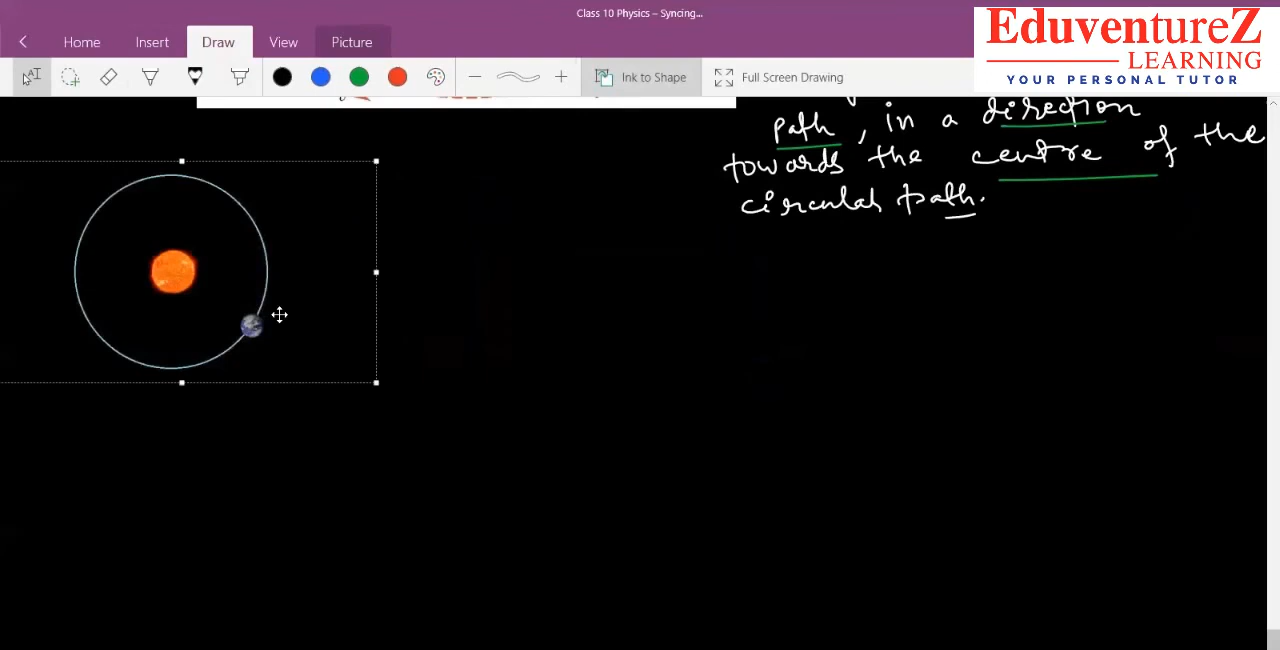 Class 10 Physics – Syncing...
EduventureZ
LEARNING
YOUR PERSONAL TUTOR
Home Insert Draw View Picture
Ink to Shape Full Screen Drawing
path, in a direction
towards the centre of the
circular path.